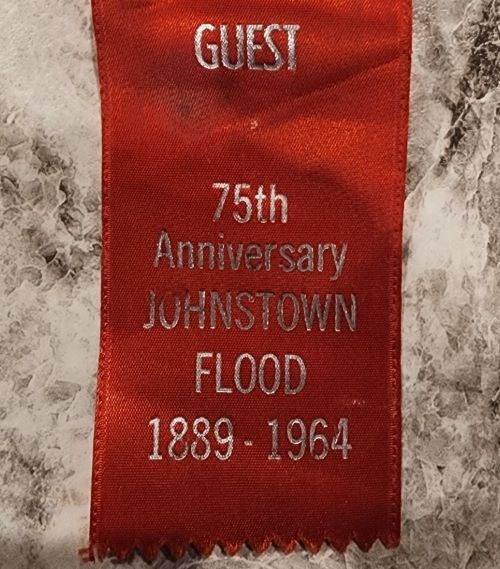 GUEST
75th
Anniversary
JOHNSTOWN
FLOOD
1889 - 1964